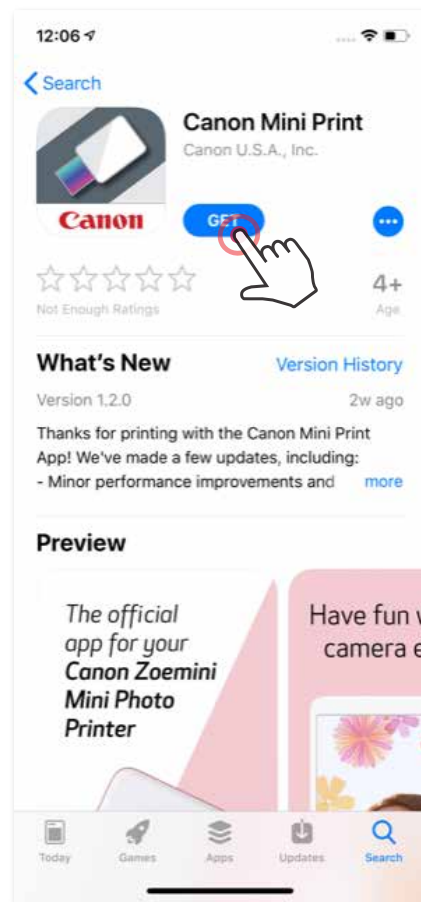 12:06
Search
Canon Mini Print
Canon U.S.A., Inc.
Canon
GET
Not Enough Ratings
4+
Age
What's New
Version History
Version 1.2.0
2w ago
Thanks for printing with the Canon Mini Print
App! We've made a few updates, including:
- Minor performance improvements and more
Preview
The official
app for your
Canon Zoemini
Mini Photo
Printer
Have fun
camera
Today
Games
Apps
Updates
Search